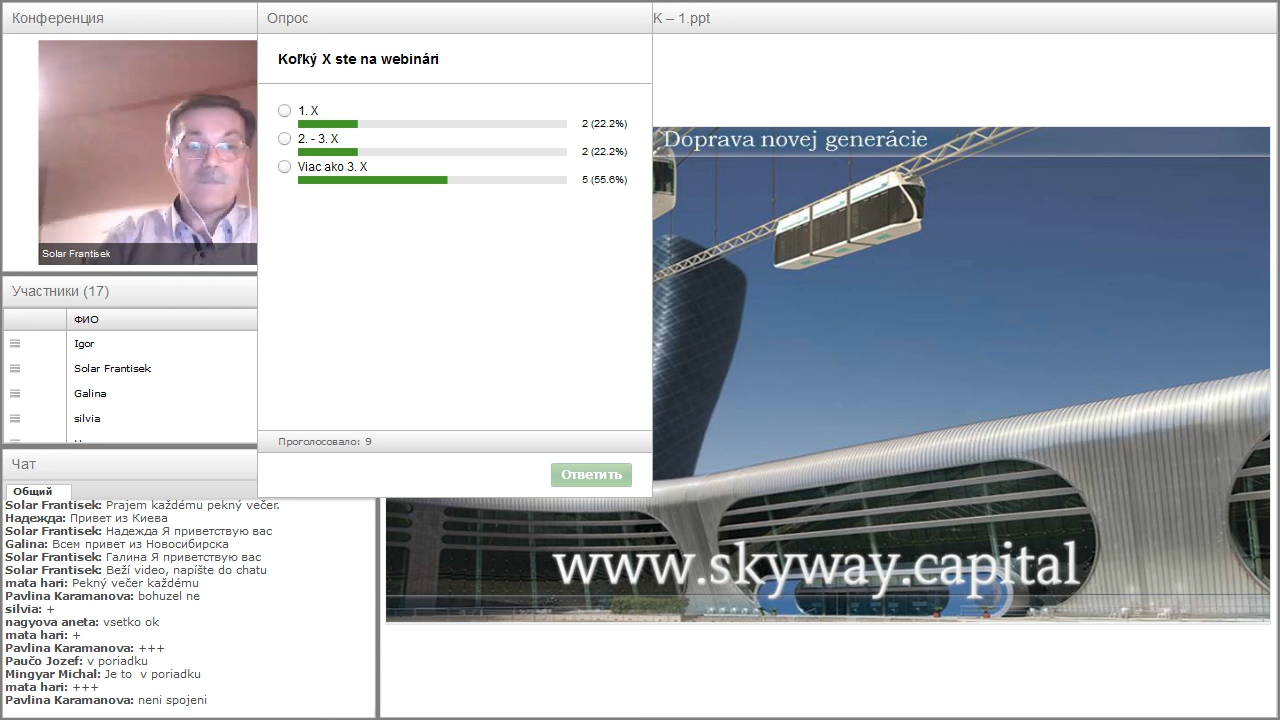 Конференция
Solar Frantisek
Участники (17)
ФИО
Igor
Solar Frantisek
Galina
silvia
Чат
Общий
Solar Frantisek: Prajem každému pekný večer.
Надежда: Привет из Киева
Solar Frantisek: Надежда Я приветствую вас
Galina: Всем привет из Новосибирска
Solar Frantisek: Галина Я приветствую вас
Solar Frantisek: Beží video, napíšte do chatu
mata hari: Pekný večer každému
Pavlina Karamanova: bohuzel ne
silvia: +
nagyova aneta: vsetko ok
mata hari: +
Pavlina Karamanova: +++
Paučo Jozef: v poriadku
Mingyar Michal: Je to v poriadku
mata hari: +++
Pavlina Karamanova: neni spojeni
Опрос
Koľký X ste na webinári
1. X
2 (22.2%)
2. - 3. X
2 (22.2%)
Viac ako 3. X
5 (55.6%)
Проголосовало: 9
Ответить
K – 1.ppt
Doprava novej generácie
www.skyway.capital